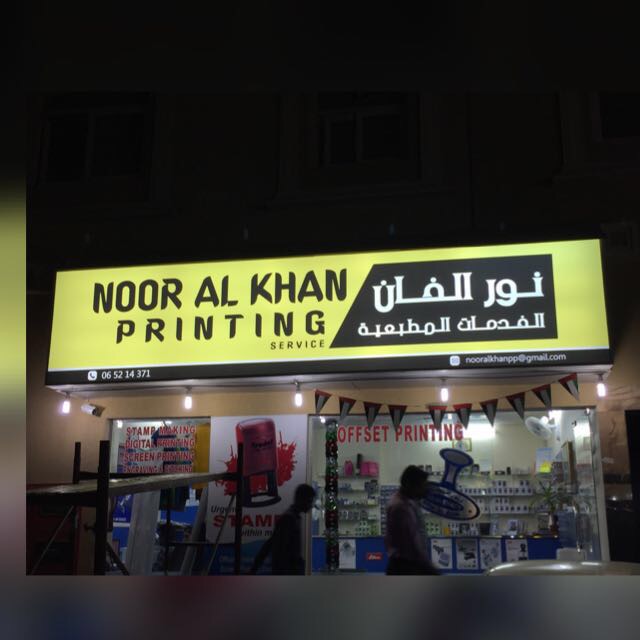 NOOR AL KHAN
PRINTING
SERVICE
نور الخان
الخدمات المطبعية
06 52 14 371
nooralkhanpp@gmail.com
STAMP MAKING
DIGITAL PRINTING
SCREEN PRINTING
OFFSET PRINTING
STAMP